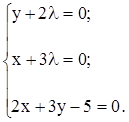 y + 2λ = 0;
x + 3λ = 0;
2x + 3y − 5 = 0.